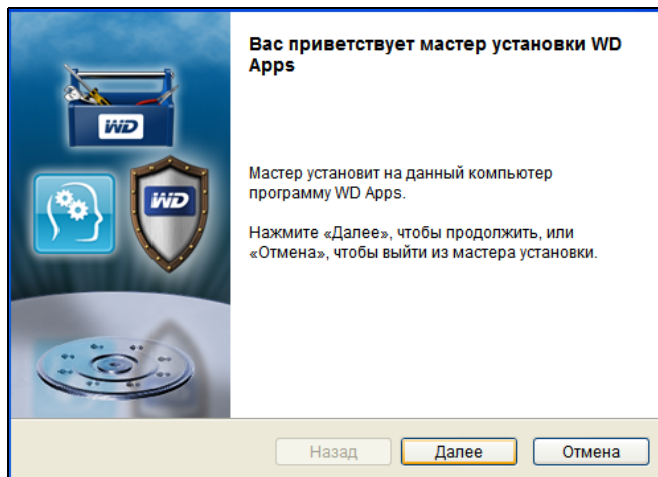 Вас приветствует мастер установки WD
Apps
WD
WD
Мастер установит на данный компьютер
программу WD Apps.
Нажмите «Далее», чтобы продолжить, или
«Отмена», чтобы выйти из мастера установки.
Назад
Далее
Отмена